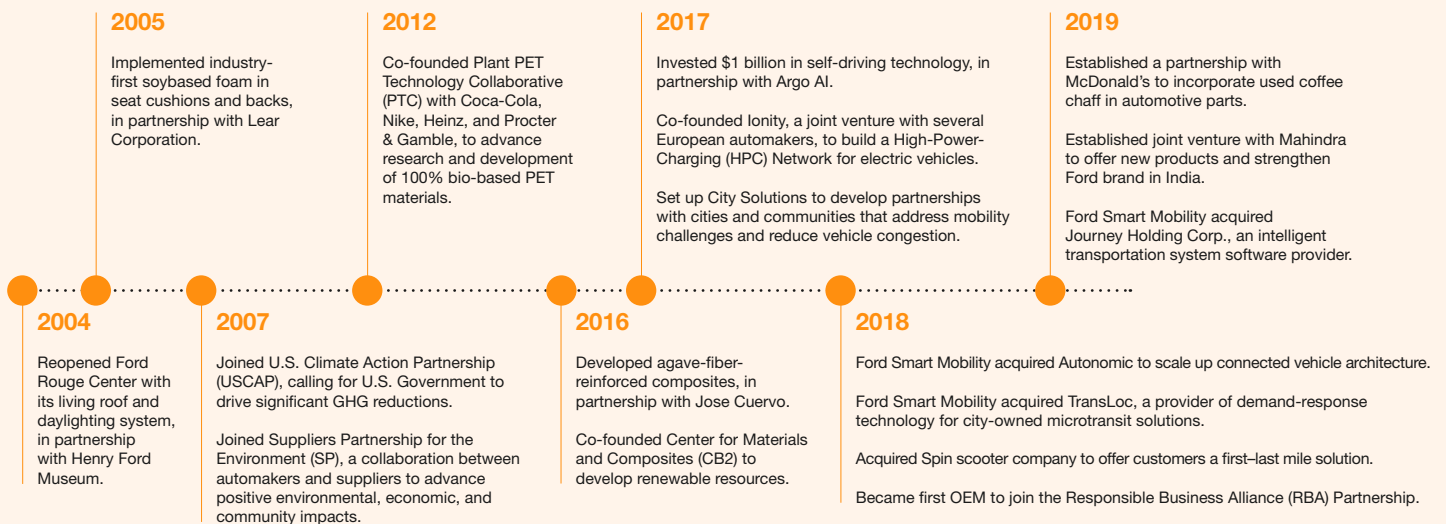 2005
Implemented industry-
first soybased foam in
seat cushions and backs,
in partnership with Lear
Corporation.
2012
Co-founded Plant PET
Technology Collaborative
(PTC) with Coca-Cola,
Nike, Heinz, and Procter
& Gamble, to advance
research and development
of 100% bio-based PET
materials.
2017
Invested $1 billion in self-driving technology, in
partnership with Argo AI.
Co-founded Ionity, a joint venture with several
European automakers, to build a High-Power-
Charging (HPC) Network for electric vehicles.
Set up City Solutions to develop partnerships
with cities and communities that address mobility
challenges and reduce vehicle congestion.
2019
Established a partnership with
McDonald's to incorporate used coffee
chaff in automotive parts.
Established joint venture with Mahindra
to offer new products and strengthen
Ford brand in India.
Ford Smart Mobility acquired
Journey Holding Corp., an intelligent
transportation system software provider.
2004
Reopened Ford
Rouge Center with
its living roof and
daylighting system,
in partnership
with Henry Ford
Museum.
2007
Joined U.S. Climate Action Partnership
(USCAP), calling for U.S. Government to
drive significant GHG reductions.
Joined Suppliers Partnership for the
Environment (SP), a collaboration between
automakers and suppliers to advance
positive environmental, economic, and
community impacts.
2016
Developed agave-fiber-
reinforced composites, in
partnership with Jose Cuervo.
Co-founded Center for Materials
and Composites (CB2) to
develop renewable resources.
2018
Ford Smart Mobility acquired Autonomic to scale up connected vehicle architecture.
Ford Smart Mobility acquired TransLoc, a provider of demand-response
technology for city-owned microtransit solutions.
Acquired Spin scooter company to offer customers a first–last mile solution.
Became first OEM to join the Responsible Business Alliance (RBA) Partnership.